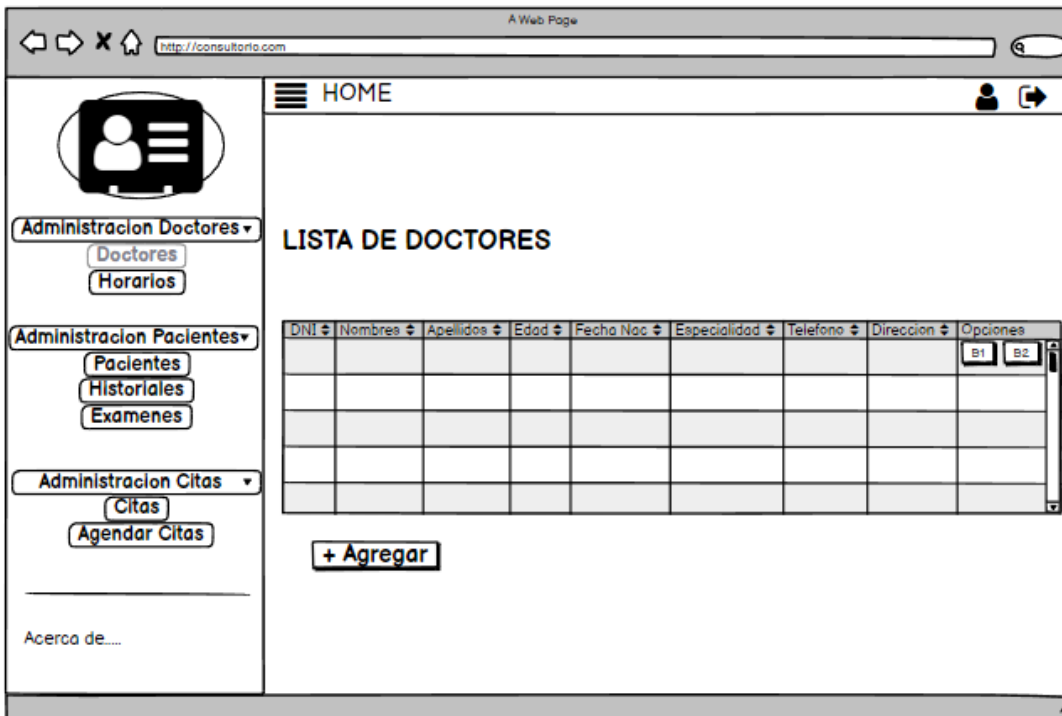 A Web Page
http://consultorio.com
HOME
Administracion Doctores
Doctores
Horarios
Administracion Pacientes
Pacientes
Historiales
Examenes
Administracion Citas
Citas
Agendar Citas
Acerca de.....
LISTA DE DOCTORES
DNI Nombres Apellidos Edad Fecha Nac Especialidad Telefono Direccion Opciones
B1 B2
+ Agregar